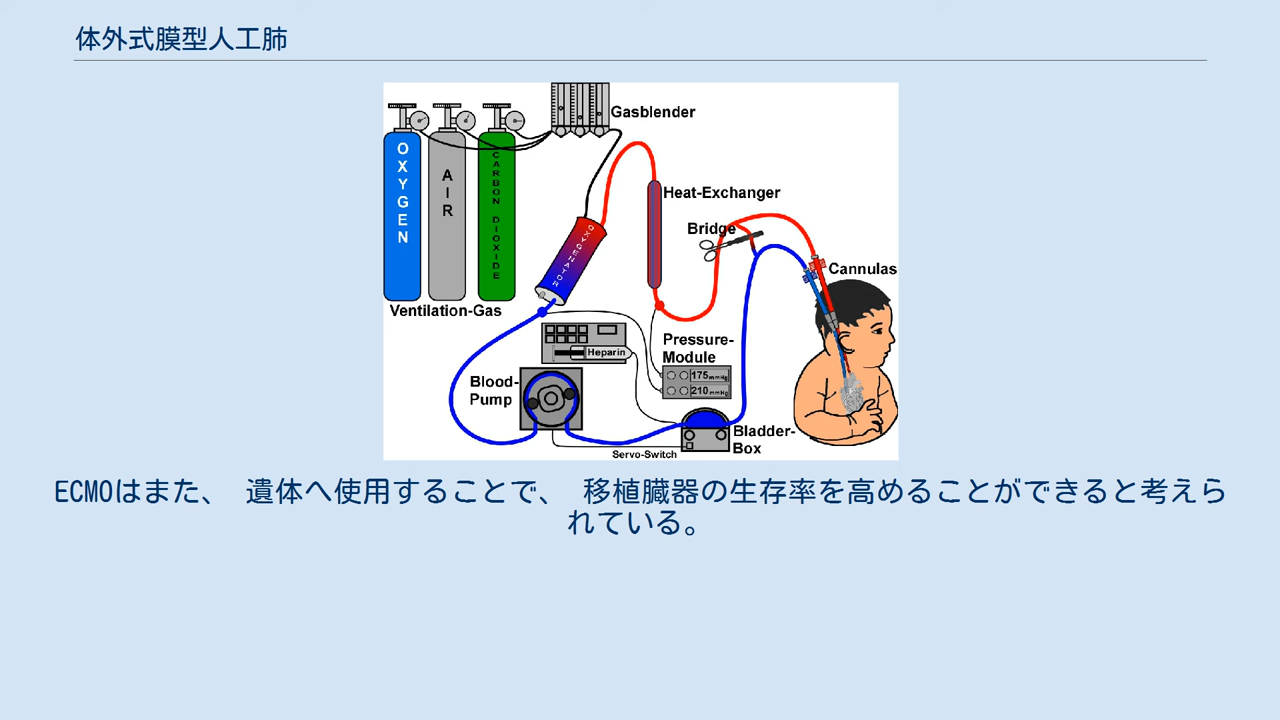 体外式膜型人工肺
Gasblender
OXYGEN
AIR
CARBON DIOXIDE
Heat-Exchanger
Bridge
OXYGENATOR
Cannulas
Ventilation-Gas
Pressure-
Module
Heparin
175mmHg
210mmHg
Blood-
Pump
Bladder-
Box
Servo-Switch
ECMOはまた、 遺体へ使用することで、 移植臓器の生存率を高めることができると考えら
れている。